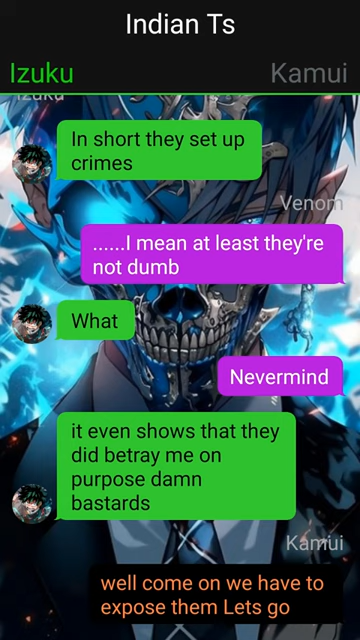 Indian Ts
Izuku
Kamui
Izuku
In short they set up
crimes
Venom
......I mean at least they're
not dumb
What
Nevermind
it even shows that they
did betray me on
purpose damn
bastards
Kamui
well come on we have to
expose them Lets go